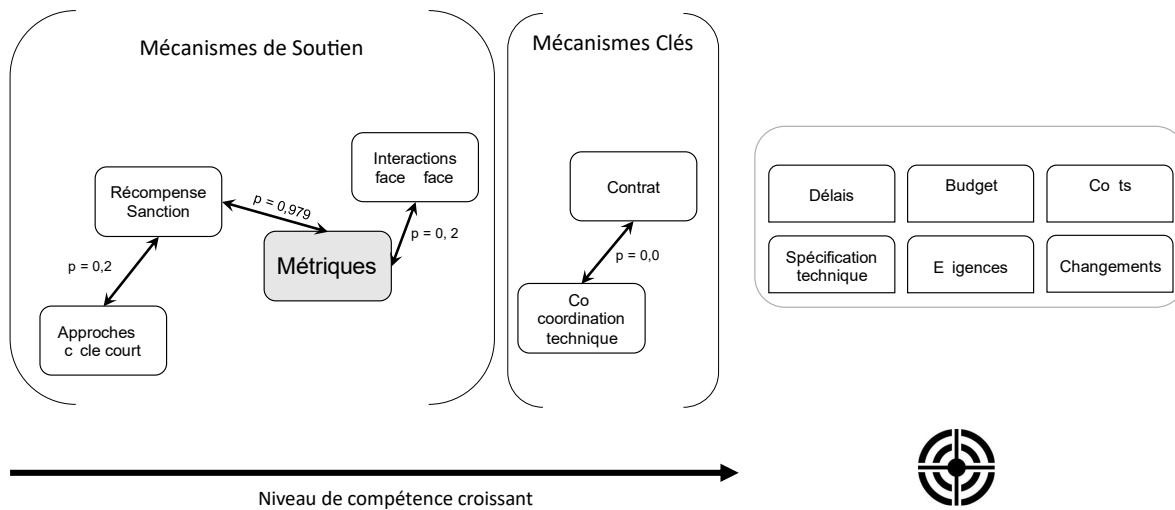 Mécanismes de Soutien
Mécanismes Clés
Interactions
face face
Récompense
Sanction
p = 0,979
Métriques
p = 0, 2
p = 0,2
Approches
c cle court
Contrat
p = 0,0
Co
coordination
technique
Délais
Budget
Co ts
Spécification
technique
E igences
Changements
Niveau de compétence croissant